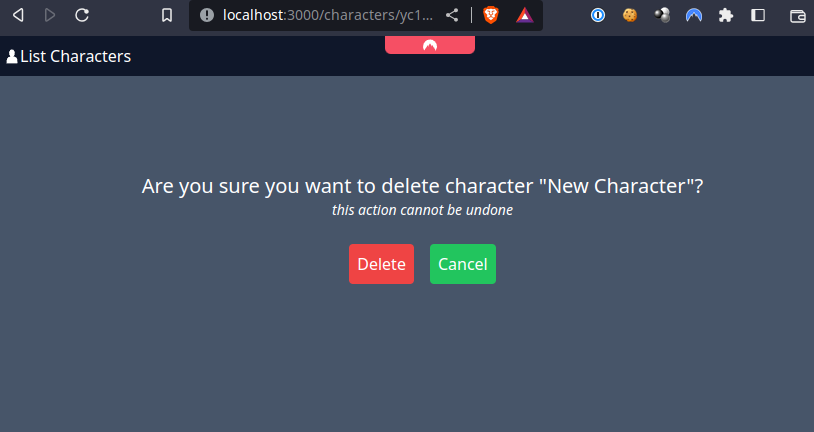 localhost:3000/characters/yc1...
List Characters
Are you sure you want to delete character "New Character"?
this action cannot be undone
Delete
Cancel